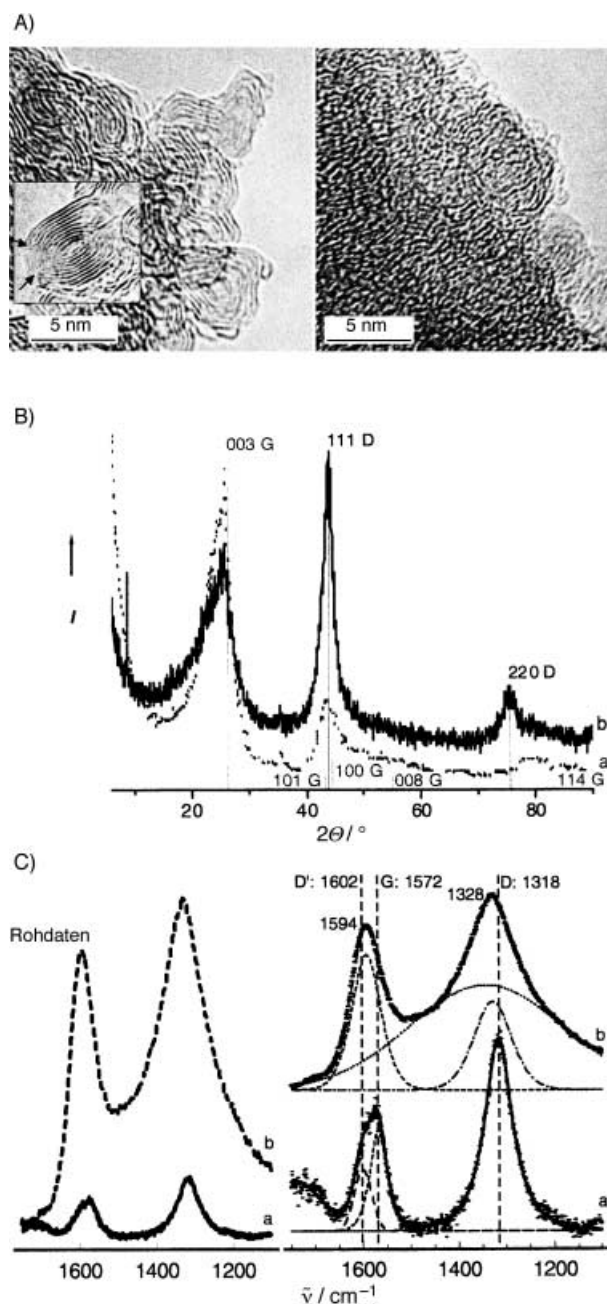 A)
5 nm
5 nm
B)
003 G
111 D
220 D
I
b
a
101 G
100 G
008 G
114 G
20
40
60
80
2Θ / °
C)
Rohdaten
D': 1602
G: 1572
D: 1318
1594
1328
b
a
b
a
1600
1400
1200
1600
1400
1200
ṽ / cm⁻¹